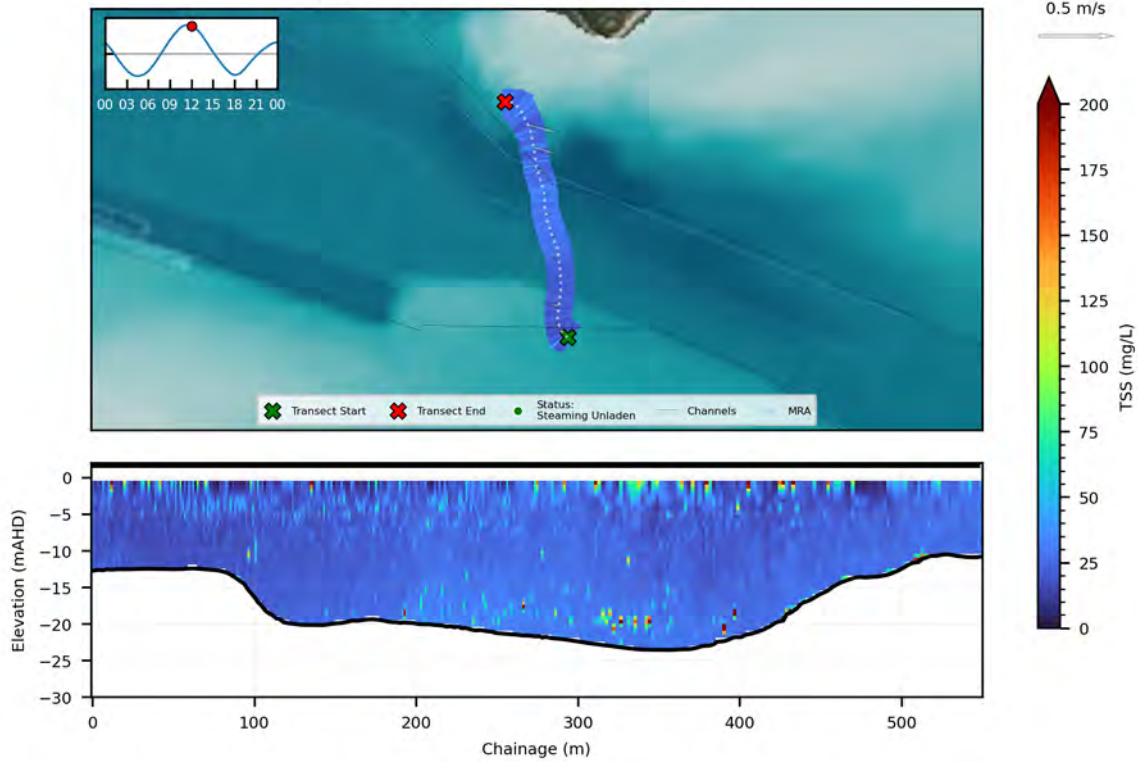 0.5 m/s
00 03 06 09 12 15 18 21 00
Transect Start
Transect End
Status:
Steaming Unladen
Channels
MRA
200
175
150
125
100
75
50
25
0
TSS (mg/L)
0
−5
−10
−15
−20
−25
−30
Elevation (mAHD)
0 100 200 300 400 500
Chainage (m)